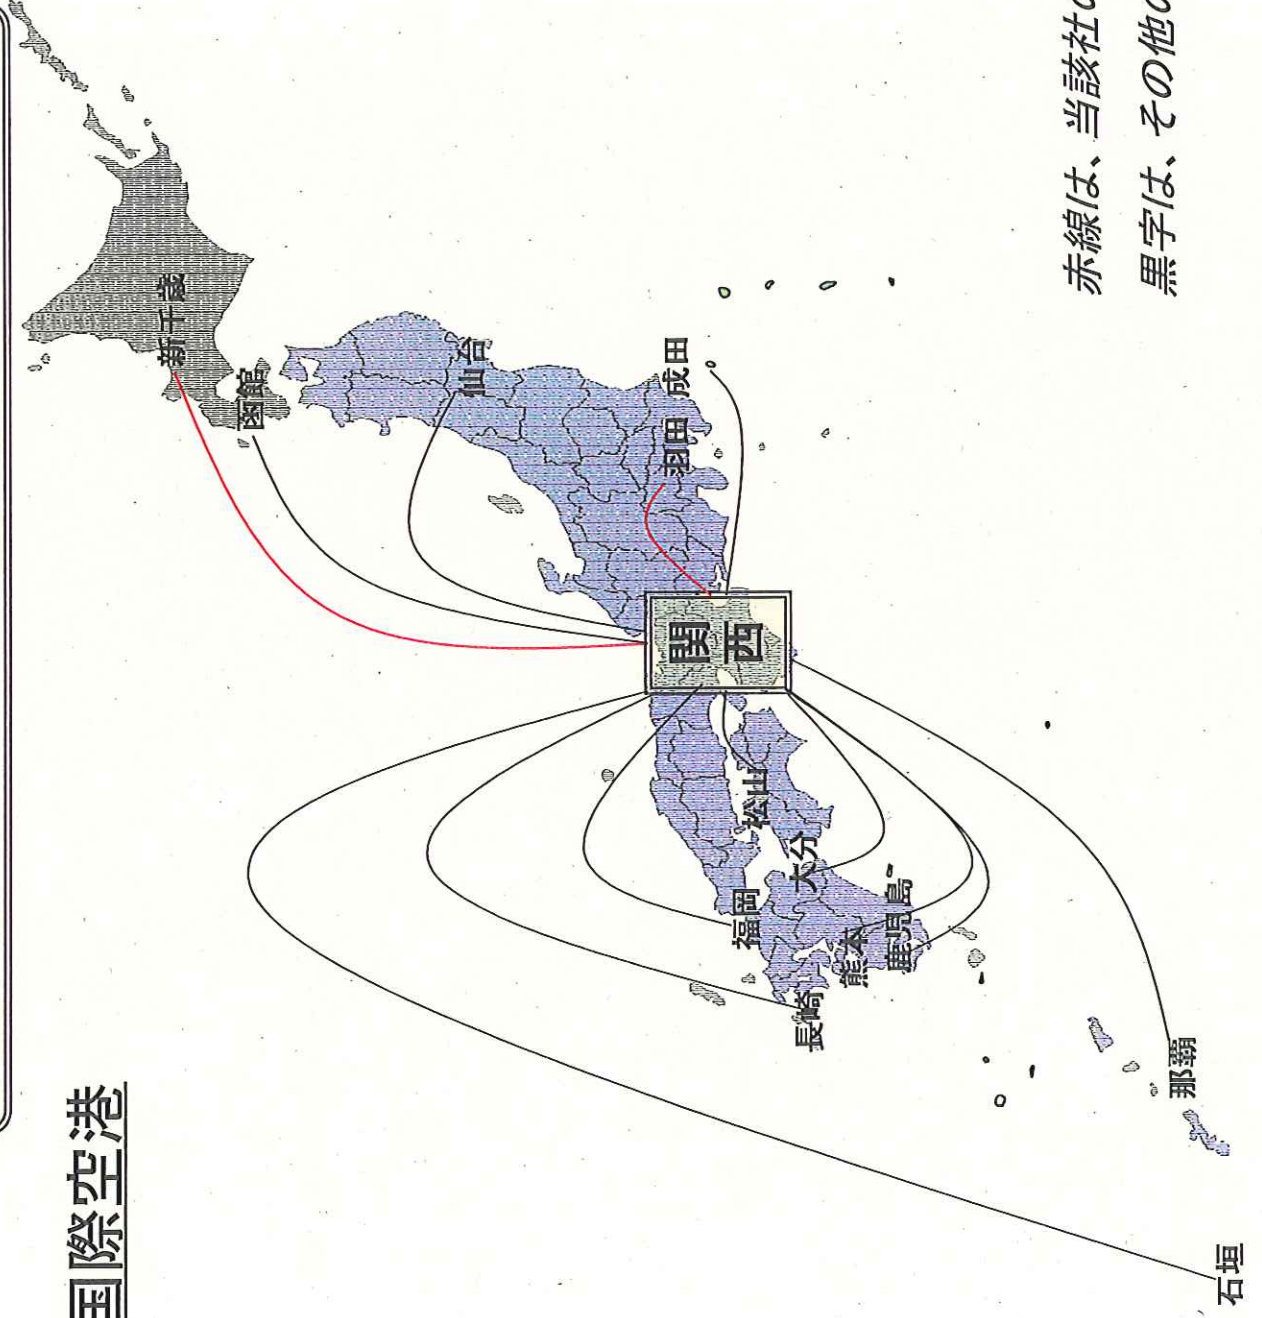 国際空港
新千歳
函館
仙台
成田
羽田
関西
松山
大分
福岡
熊本
鹿児島
長崎
那覇
石垣
赤線は、当該社の
黒字は、その他の